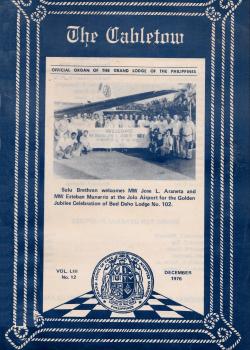 The Cabletow
OFFICIAL ORGAN OF THE GRAND LODGE OF THE PHILIPPINES
WELCOME
Sulu Brethren welcomes MW Jose L. Araneta and
MW Esteban Munarriz at the Jolo Airport for the Golden
Jubilee Celebration of Bud Daho Lodge No. 102.
VOL. LIII
No. 12
DECEMBER
1976